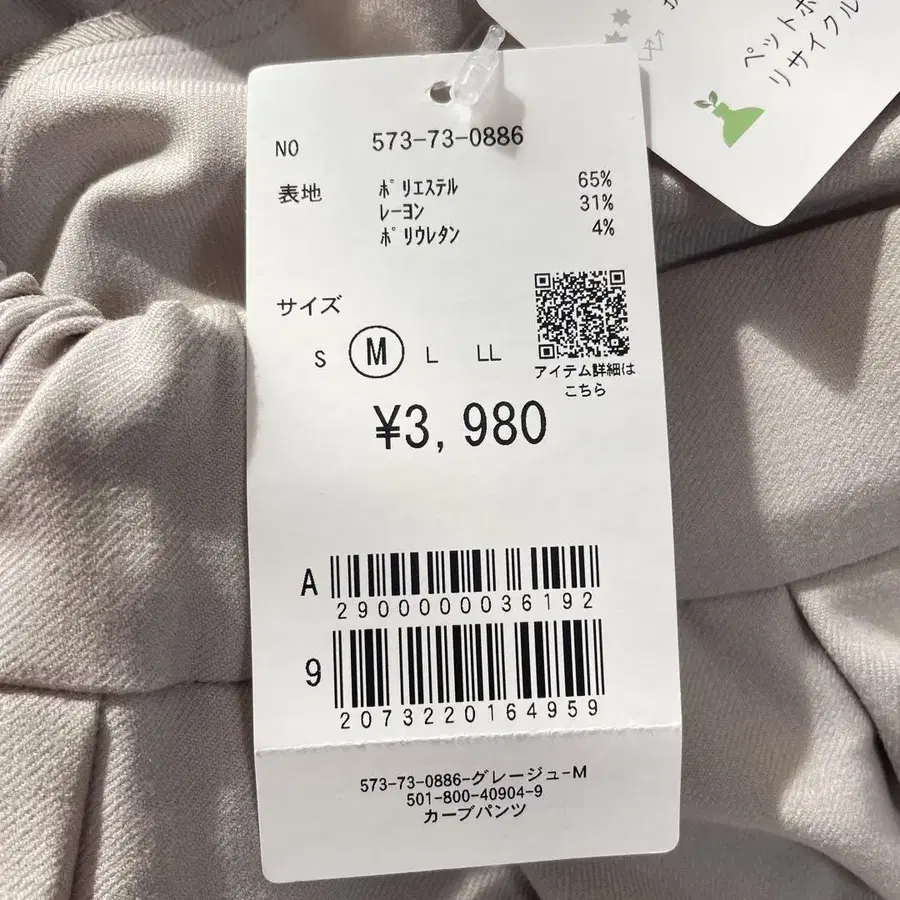 ペットボ
リサイクル
NO 573-73-0886
表地 ポリエステル 65%
レーヨン 31%
ポリウレタン 4%
サイズ
S M L LL
アイテム詳細は
こちら
¥3,980
A
2900000036192
9
2073220164959
573-73-0886-グレージュ-M
501-800-40904-9
カーブパンツ